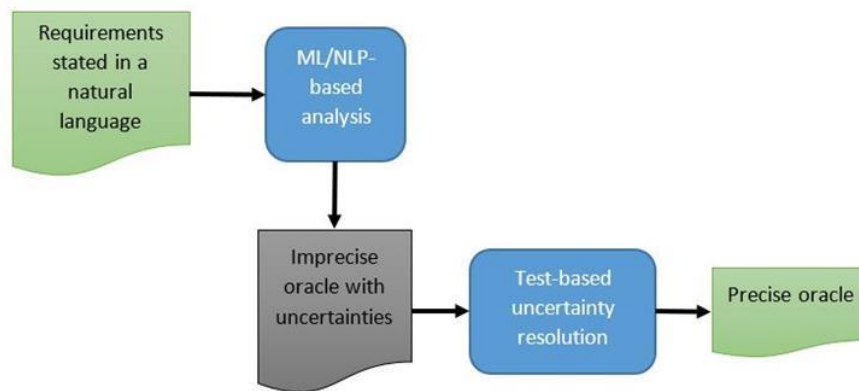 Requirements
stated in a
natural
language
ML/NLP-
based
analysis
Imprecise
oracle with
uncertainties
Test-based
uncertainty
resolution
Precise oracle